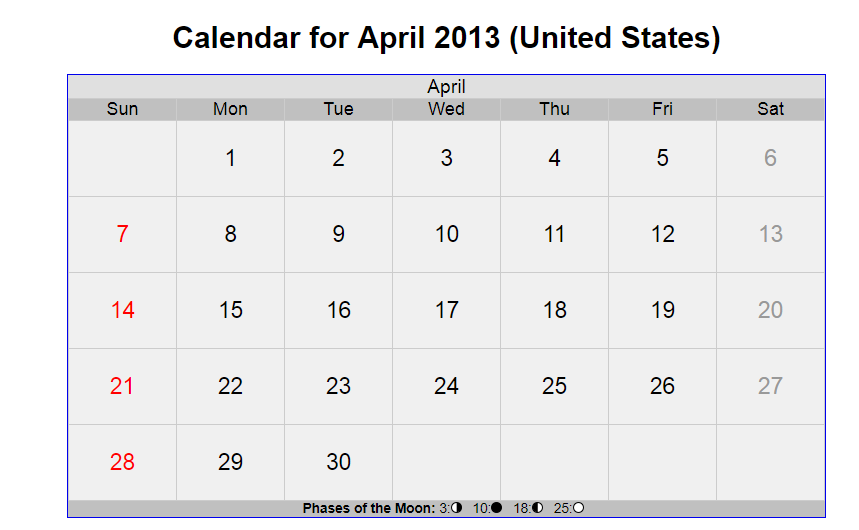 Calendar for April 2013 (United States)
April
Sun Mon Tue Wed Thu Fri Sat
1 2 3 4 5 6
7 8 9 10 11 12 13
14 15 16 17 18 19 20
21 22 23 24 25 26 27
28 29 30
Phases of the Moon: 3:◑ 10:● 18:◐ 25:○